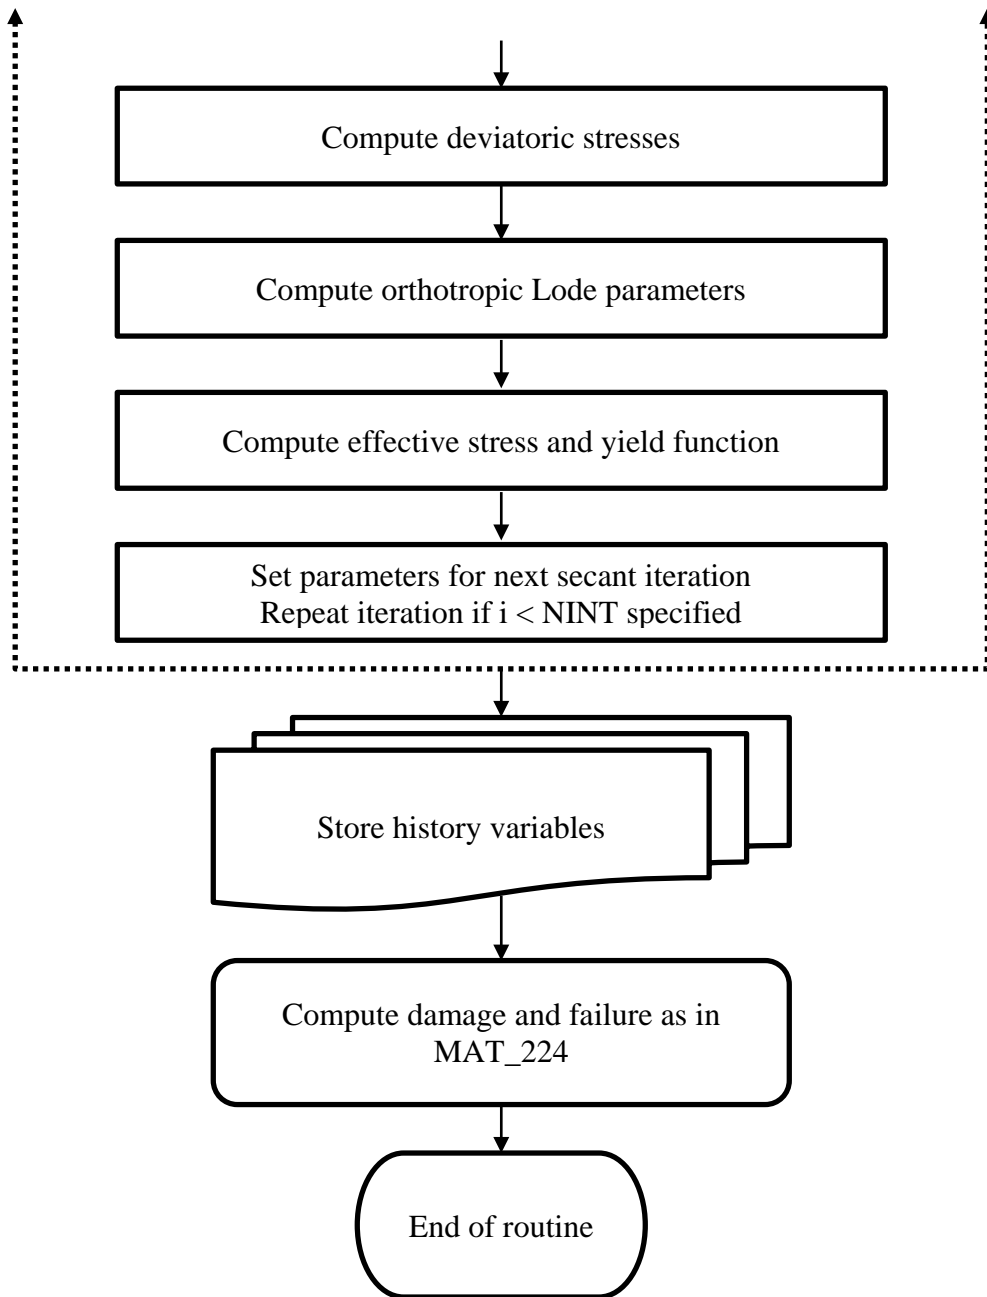 Compute deviatoric stresses
Compute orthotropic Lode parameters
Compute effective stress and yield function
Set parameters for next secant iteration
Repeat iteration if i < NINT specified
Store history variables
Compute damage and failure as in
MAT_224
End of routine